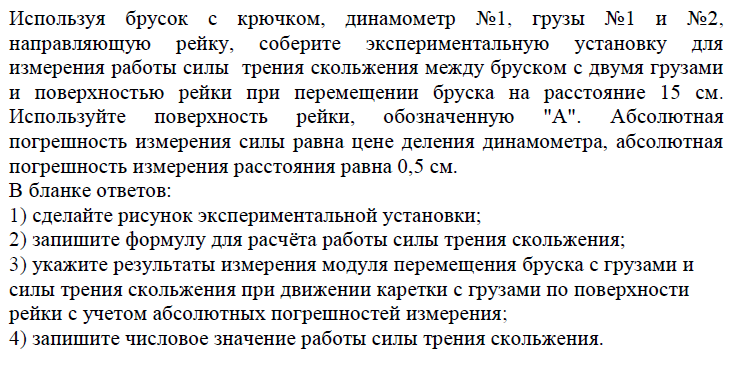 Используя брусок с крючком, динамометр №1, грузы №1 и №2,
направляющую рейку, соберите экспериментальную установку для
измерения работы силы трения скольжения между бруском с двумя грузами
и поверхностью рейки при перемещении бруска на расстояние 15 см.
Используйте поверхность рейки, обозначенную "А". Абсолютная
погрешность измерения силы равна цене деления динамометра, абсолютная
погрешность измерения расстояния равна 0,5 см.
В бланке ответов:
1) сделайте рисунок экспериментальной установки;
2) запишите формулу для расчёта работы силы трения скольжения;
3) укажите результаты измерения модуля перемещения бруска с грузами и
силы трения скольжения при движении каретки с грузами по поверхности
рейки с учетом абсолютных погрешностей измерения;
4) запишите числовое значение работы силы трения скольжения.